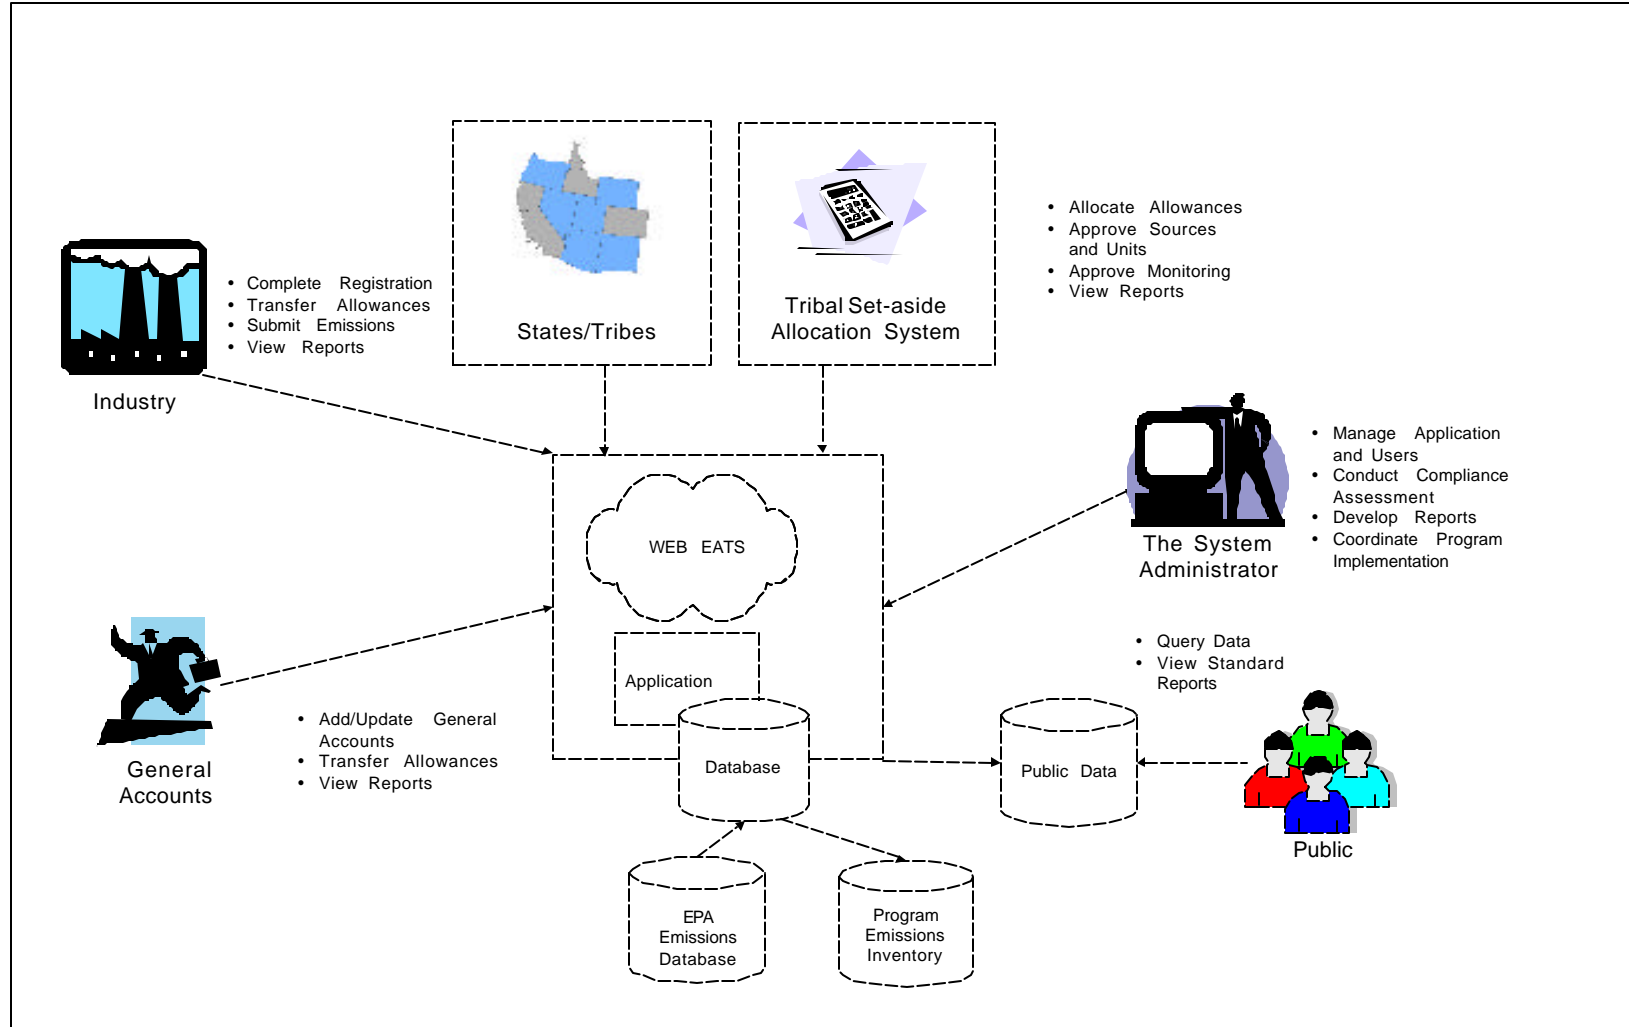 States/Tribes
Tribal Set-aside
Allocation System
• Allocate Allowances
• Approve Sources
and Units
• Approve Monitoring
• View Reports
• Complete Registration
• Transfer Allowances
• Submit Emissions
• View Reports
Industry
WEB EATS
Application
Database
The System
Administrator
• Manage Application
and Users
• Conduct Compliance
Assessment
• Develop Reports
• Coordinate Program
Implementation
General
Accounts
• Add/Update General
Accounts
• Transfer Allowances
• View Reports
• Query Data
• View Standard
Reports
Public Data
Public
EPA
Emissions
Database
Program
Emissions
Inventory